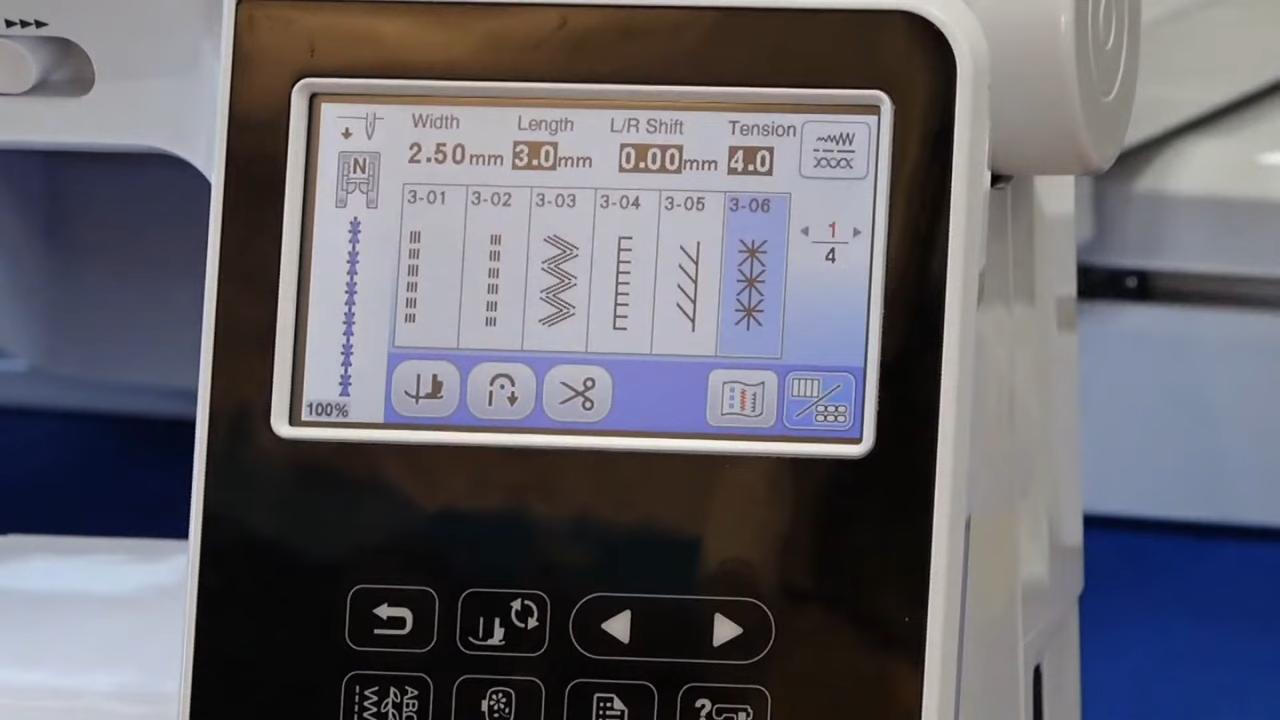 Width Length L/R Shift Tension
2.50mm 3.0mm 0.00mm 4.0
N
3-01 3-02 3-03 3-04 3-05 3-06
1
4
100%
ABC
?